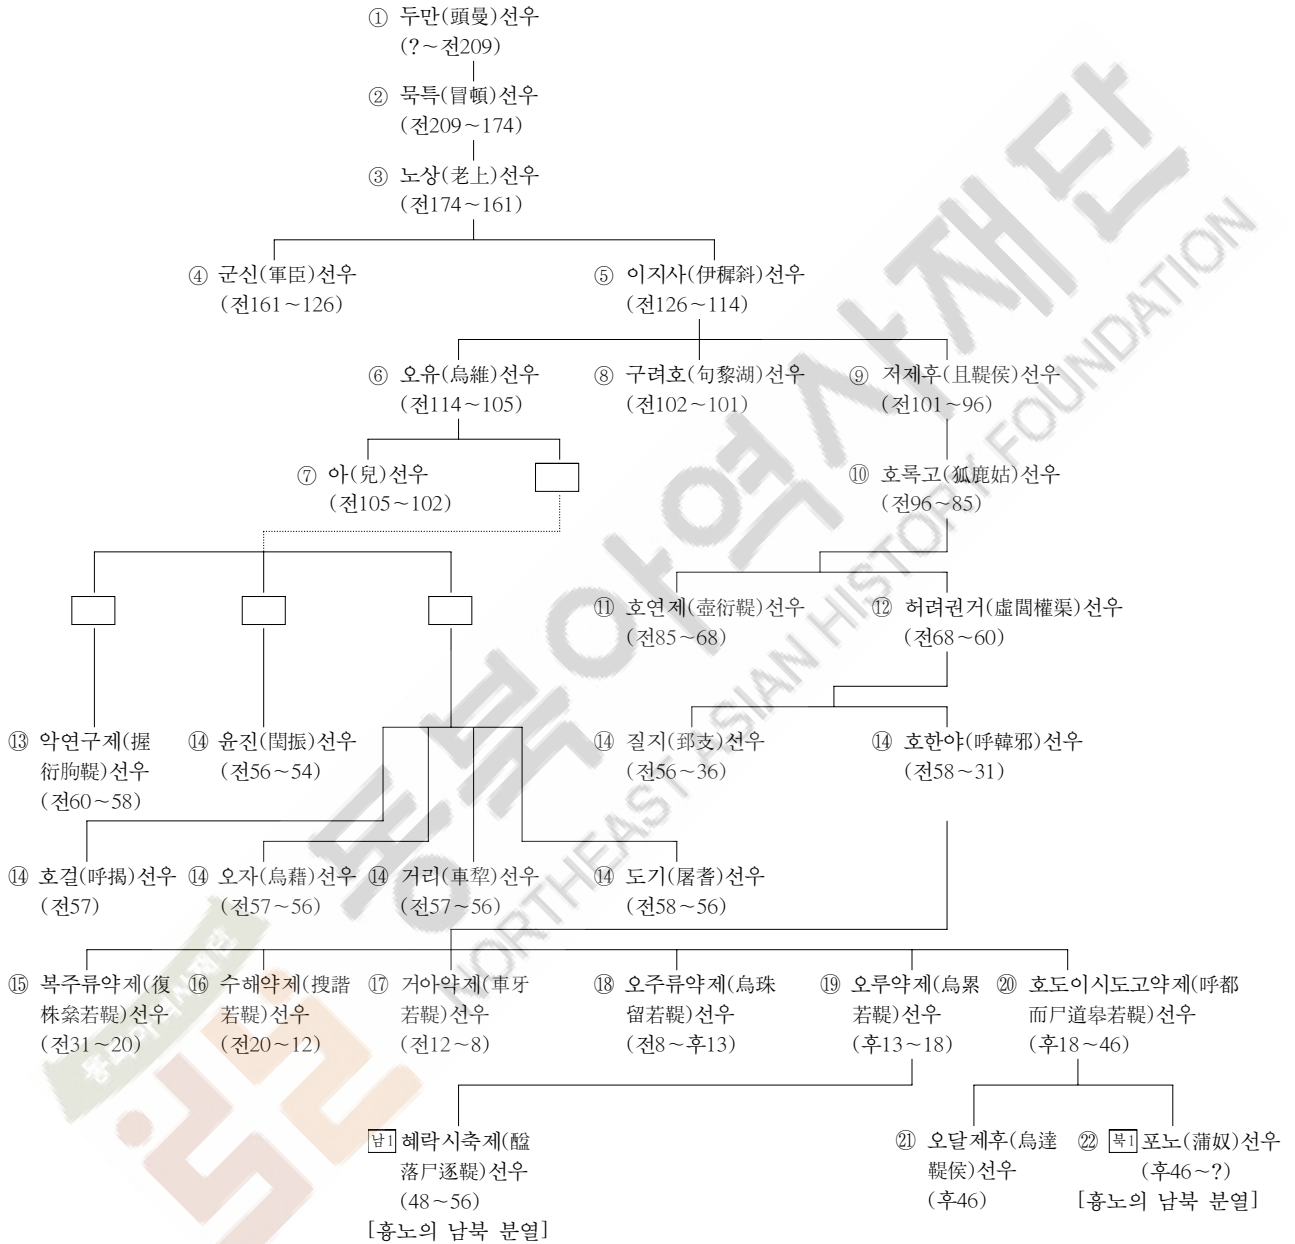 ① 두만(頭曼)선우
(?~전209)
② 묵특(冒頓)선우
(전209~174)
③ 노상(老上)선우
(전174~161)
④ 군신(軍臣)선우
(전161~126)
⑤ 이지사(伊穉斜)선우
(전126~114)
⑥ 오유(烏維)선우
(전114~105)
⑧ 구려호(句黎湖)선우
(전102~101)
⑨ 저제후(且鞮侯)선우
(전101~96)
⑦ 아(兒)선우
(전105~102)
⑩ 호록고(狐鹿姑)선우
(전96~85)
⑪ 호연제(壺衍鞮)선우
(전85~68)
⑫ 허려권거(虛閭權渠)선우
(전68~60)
⑬ 악연구제(握
衍朐鞮)선우
(전60~58)
⑭ 윤진(閏振)선우
(전56~54)
⑭ 질지(郅支)선우
(전56~36)
⑭ 호한야(呼韓邪)선우
(전58~31)
⑭ 호걸(呼揭)선우
(전57)
⑭ 오자(烏藉)선우
(전57~56)
⑭ 거리(車犂)선우
(전57~56)
⑭ 도기(屠耆)선우
(전58~56)
⑮ 복주류약제(復
株絫若鞮)선우
(전31~20)
⑯ 수해약제(搜諧
若鞮)선우
(전20~12)
⑰ 거아약제(車牙
若鞮)선우
(전12~8)
⑱ 오주류약제(烏珠
留若鞮)선우
(전8~후13)
⑲ 오루약제(烏累
若鞮)선우
(후13~18)
⑳ 호도이시도고약제(呼都
而尸道皋若鞮)선우
(후18~46)
남1 혜락시축제(醢
落尸逐鞮)선우
(48~56)
[흉노의 남북 분열]
㉑ 오달제후(烏達
鞮侯)선우
(후46)
㉒ 북1 포노(蒲奴)선우
(후46~?)
[흉노의 남북 분열]
동북아역사재단
NORTHEAST ASIAN HISTORY FOUNDATION
동북아역사재단